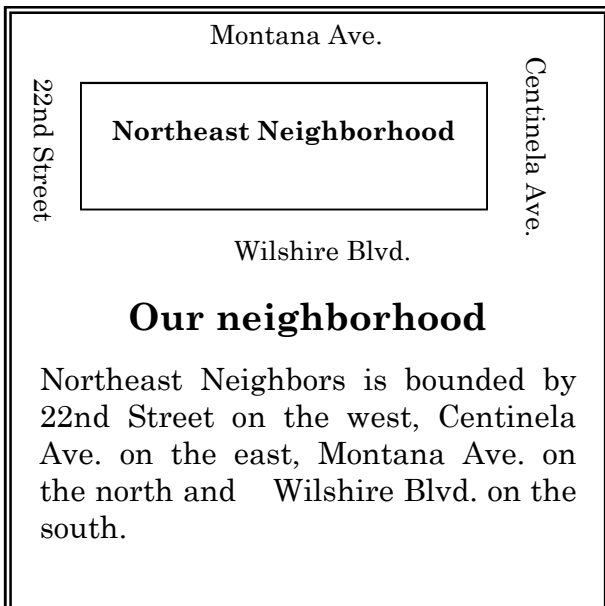 Montana Ave.
22nd Street
Northeast Neighborhood
Centinela Ave.
Wilshire Blvd.
Our neighborhood
Northeast Neighbors is bounded by
22nd Street on the west, Centinela
Ave. on the east, Montana Ave. on
the north and Wilshire Blvd. on the
south.